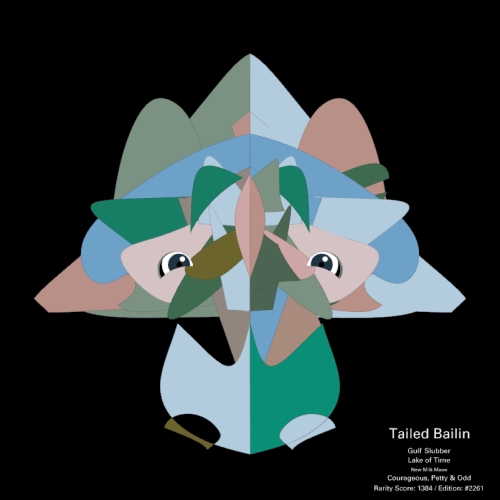 Tailed Bailin
Gulf Slubber
Lake of Time
New Milk Moon
Courageous, Petty & Odd
Rarity Score: 1384 / Edition: #2261